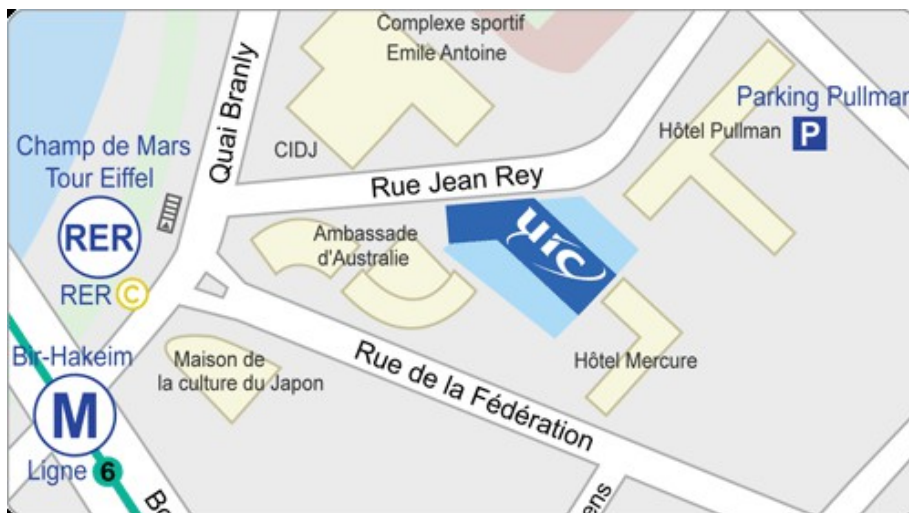 Complexe sportif
Emile Antoine
Quai Branly
CIDJ
Parking Pullman
P
Hôtel Pullman
Champ de Mars
Tour Eiffel
RER
RER C
Rue Jean Rey
uic
Ambassade
d'Australie
Bir-Hakeim
M
Ligne 6
Maison de
la culture du Japon
Rue de la Fédération
Hôtel Mercure
ens